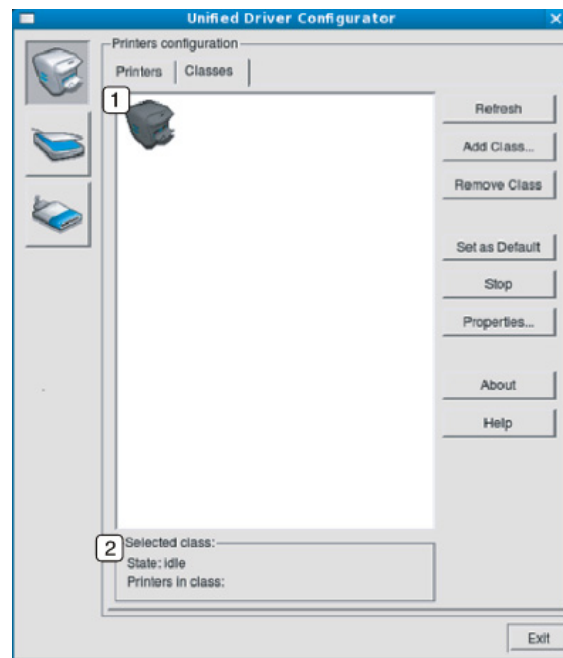 Unified Driver Configurator
Printers configuration
Printers
Classes
1
Refresh
Add Class...
Remove Class
Set as Default
Stop
Properties...
About
Help
2
Selected class:
State: idle
Printers in class:
Exit